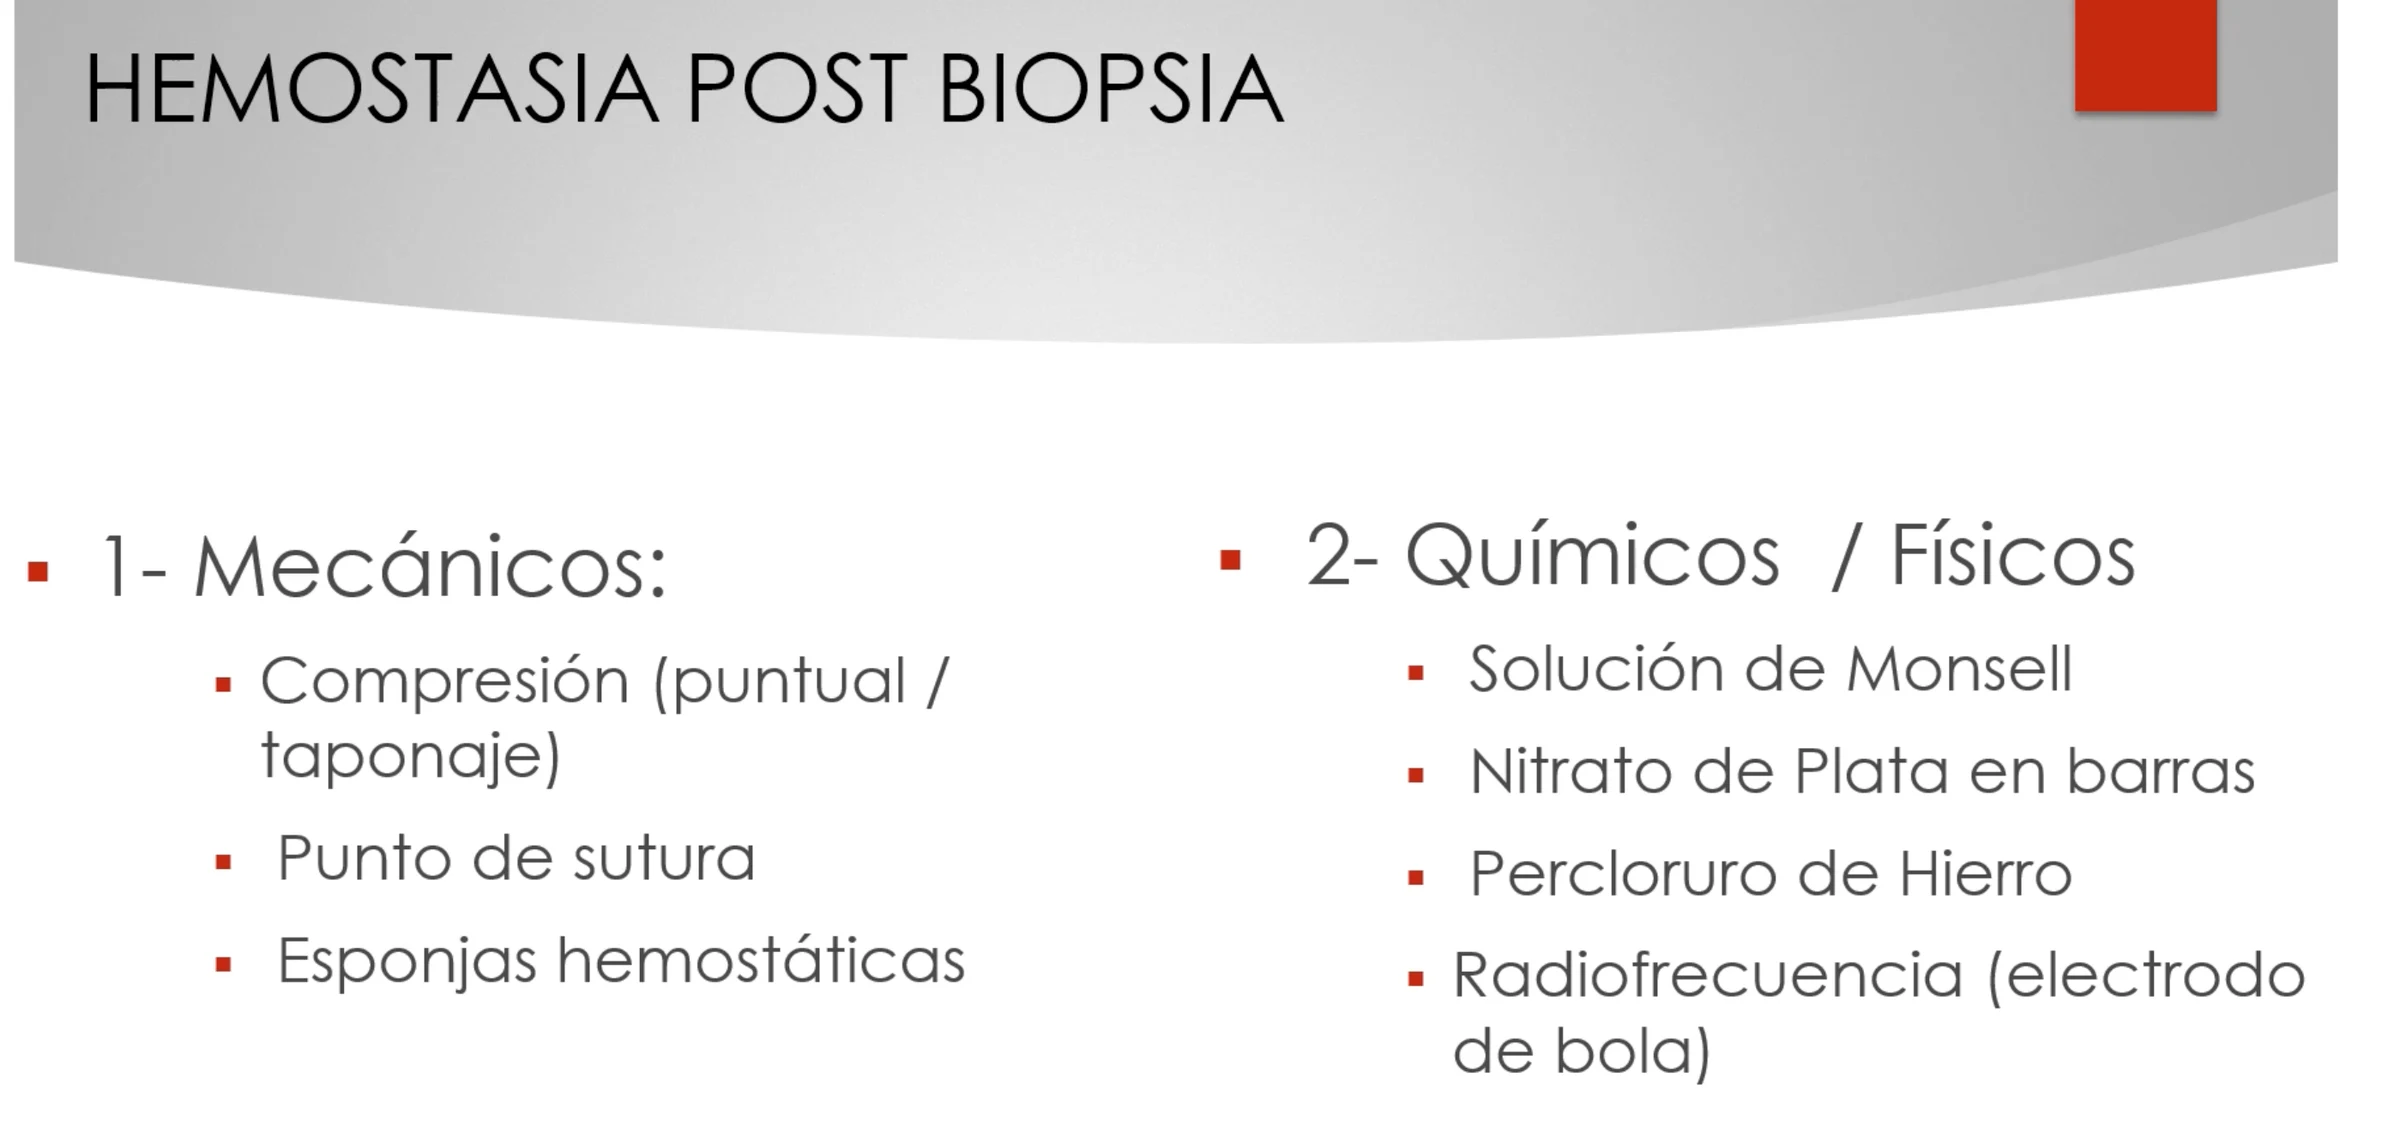 HEMOSTASIA POST BIOPSIA
1- Mecánicos:
Compresión (puntual /
taponaje)
Punto de sutura
Esponjas hemostáticas
2- Químicos / Físicos
Solución de Monsell
Nitrato de Plata en barras
Percloruro de Hierro
Radiofrecuencia (electrodo
de bola)